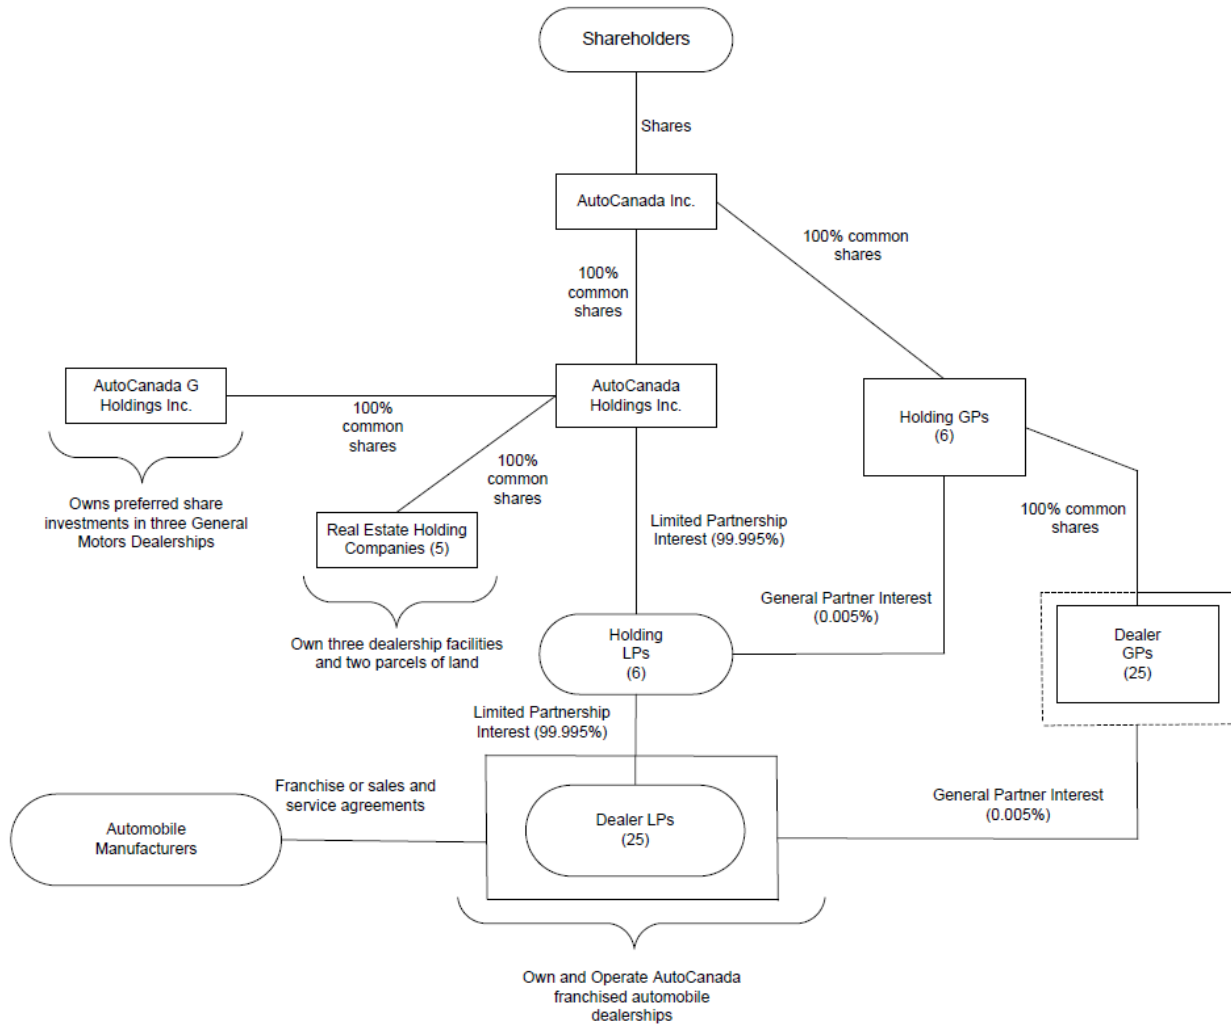 Shareholders
Shares
AutoCanada Inc.
100% common
shares
100%
common
shares
AutoCanada G
Holdings Inc.
AutoCanada
Holdings Inc.
Holding GPs
(6)
100%
common
shares
100%
common
shares
Owns preferred share
investments in three General
Motors Dealerships
Real Estate Holding
Companies (5)
Limited Partnership
Interest (99.995%)
100% common
shares
General Partner Interest
(0.005%)
Own three dealership facilities
and two parcels of land
Holding
LPs
(6)
Dealer
GPs
(25)
Limited Partnership
Interest (99.995%)
Franchise or sales and
service agreements
General Partner Interest
(0.005%)
Automobile
Manufacturers
Dealer LPs
(25)
Own and Operate AutoCanada
franchised automobile
dealerships